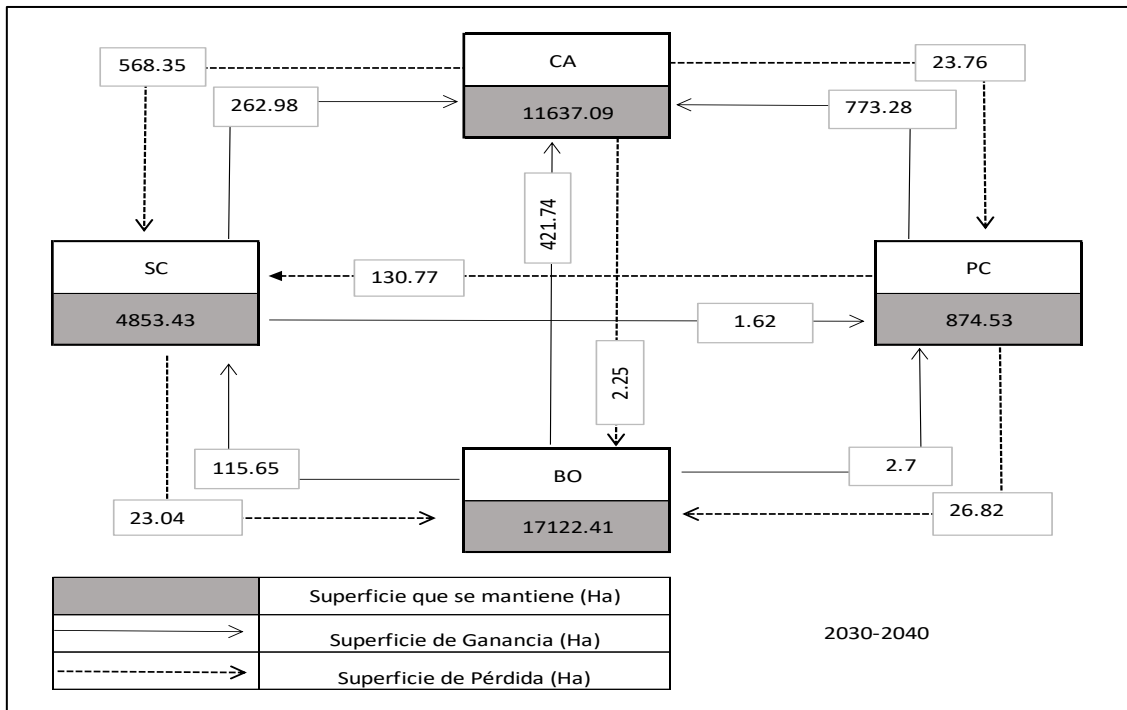 CA
568.35
23.76
262.98
11637.09
773.28
421.74
SC
PC
130.77
4853.43
1.62
874.53
2.25
BO
115.65
2.7
23.04
17122.41
26.82
Superficie que se mantiene (Ha)
Superficie de Ganancia (Ha)
2030-2040
Superficie de Pérdida (Ha)